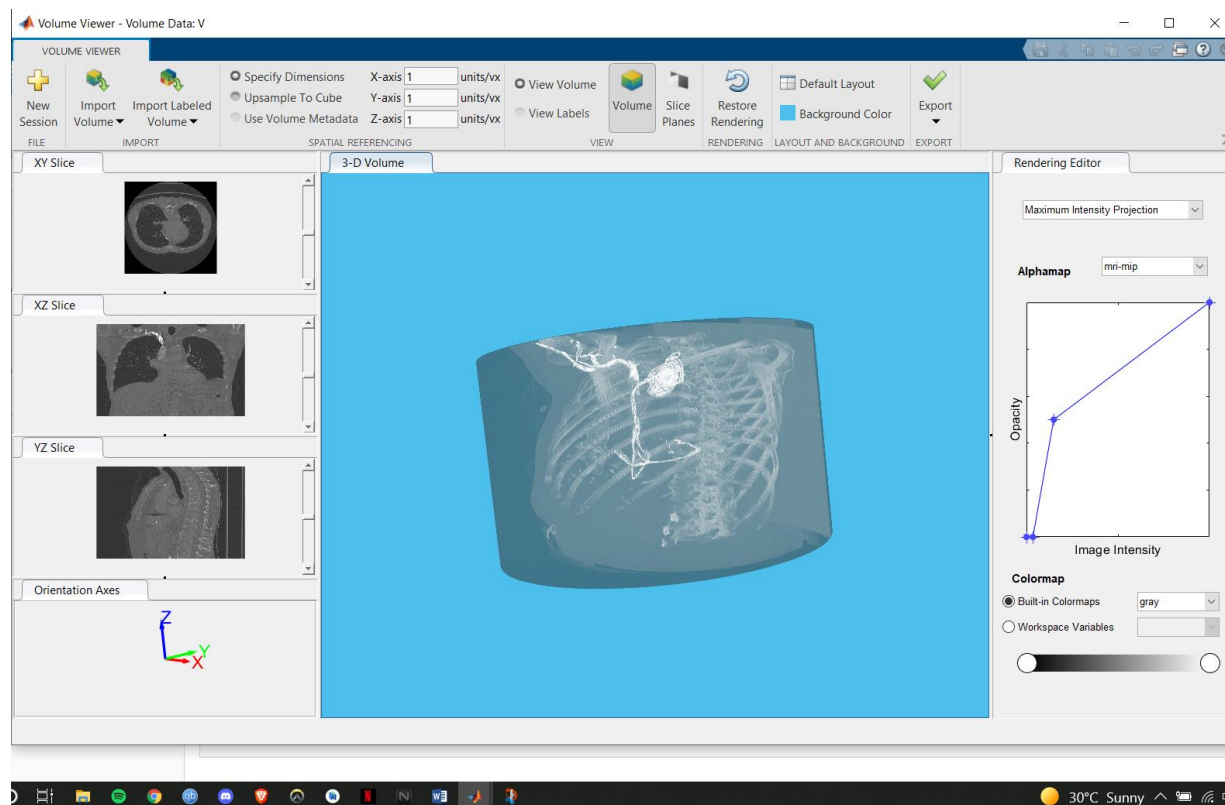 Volume Viewer - Volume Data: V
VOLUME VIEWER
New Session
Import Volume
Import Labeled Volume
Specify Dimensions
Upsample To Cube
Use Volume Metadata
X-axis 1 units/vx
Y-axis 1 units/vx
Z-axis 1 units/vx
View Volume
View Labels
Volume
Slice Planes
Restore Rendering
Default Layout
Background Color
Export
FILE
IMPORT
SPATIAL REFERENCING
VIEW
RENDERING
LAYOUT AND BACKGROUND
EXPORT
XY Slice
XZ Slice
YZ Slice
Orientation Axes
Z
Y
X
3-D Volume
Rendering Editor
Maximum Intensity Projection
Alphamap mri-mip
Opacity
Image Intensity
Colormap
Built-in Colormaps gray
Workspace Variables
30°C Sunny